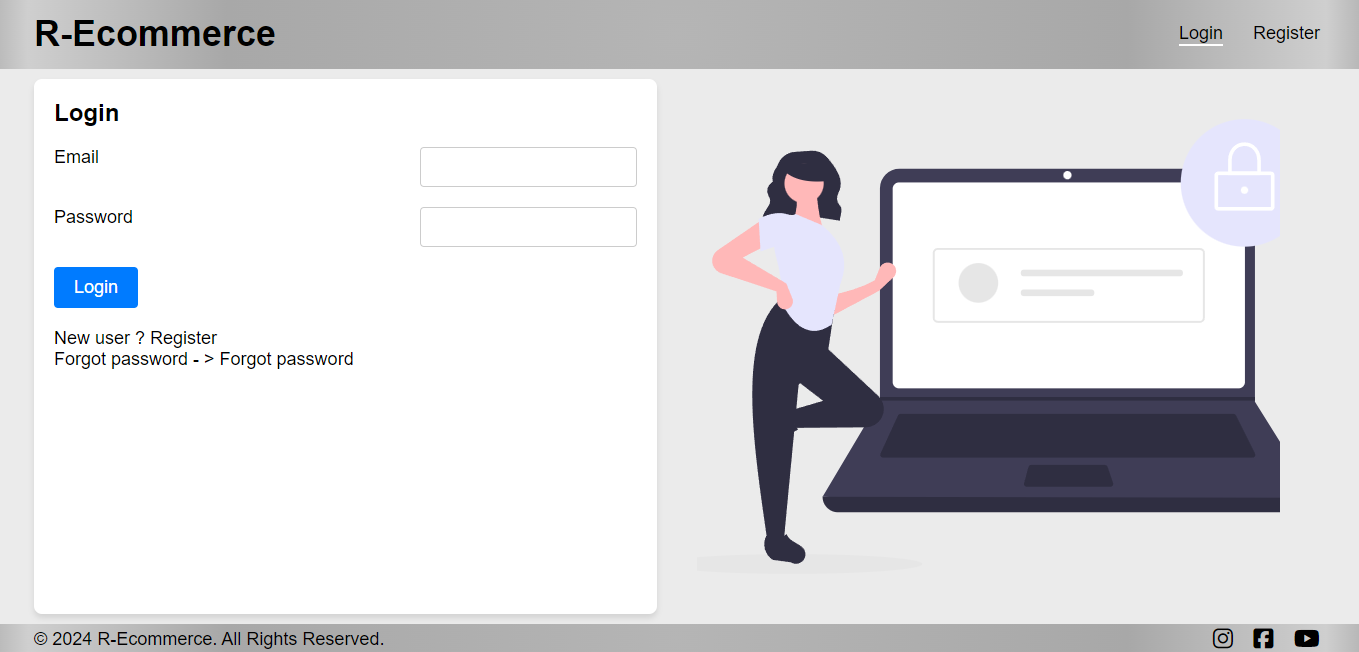 R-Ecommerce
Login
Register
Login
Email
Password
Login
New user ? Register
Forgot password - > Forgot password
© 2024 R-Ecommerce. All Rights Reserved.